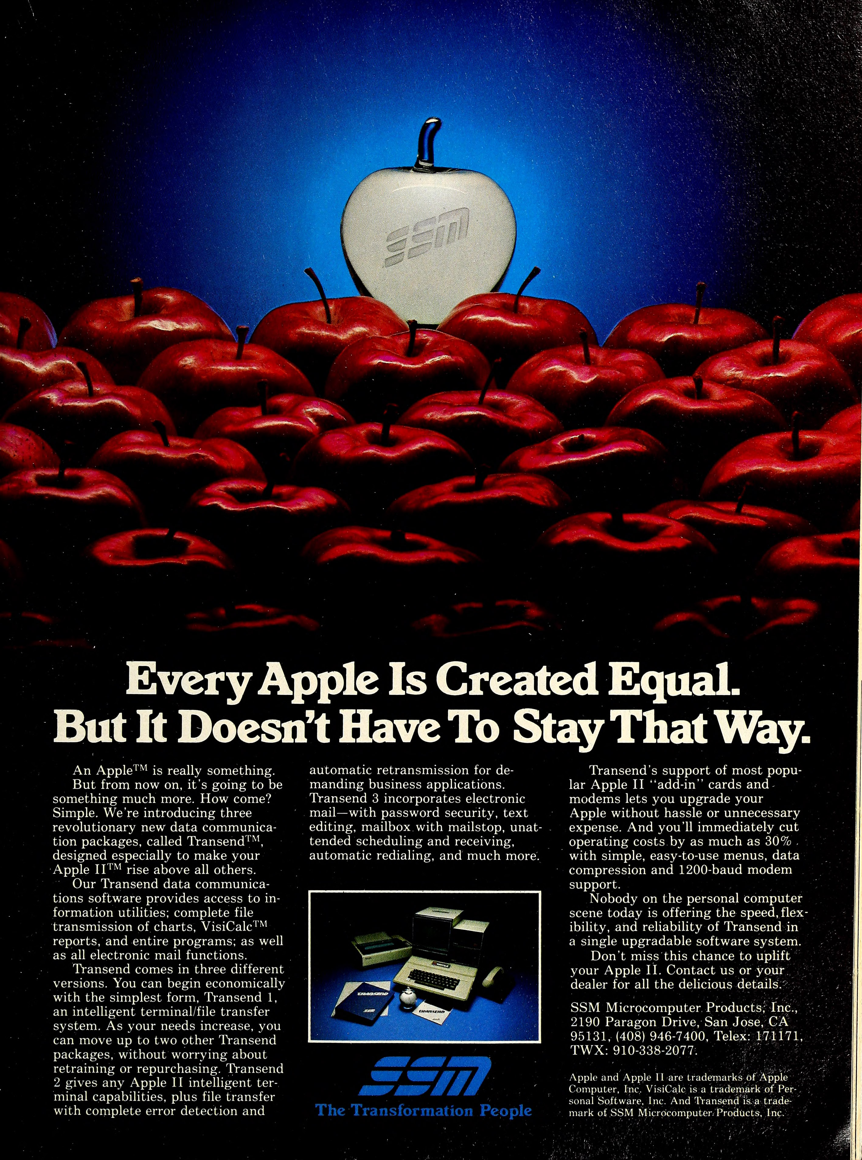 SSM
Every Apple Is Created Equal.
But It Doesn't Have To Stay That Way.
An Apple™ is really something.
But from now on, it's going to be
something much more. How come?
Simple. We're introducing three
revolutionary new data communica-
tion packages, called Transend™,
designed especially to make your
Apple II™ rise above all others.
Our Transend data communica-
tions software provides access to in-
formation utilities; complete file
transmission of charts, VisiCalc™
reports, and entire programs; as well
as all electronic mail functions.
Transend comes in three different
versions. You can begin economically
with the simplest form, Transend 1,
an intelligent terminal/file transfer
system. As your needs increase, you
can move up to two other Transend
packages, without worrying about
retraining or repurchasing. Transend
2 gives any Apple II intelligent ter-
minal capabilities, plus file transfer
with complete error detection and
automatic retransmission for de-
manding business applications.
Transend 3 incorporates electronic
mail—with password security, text
editing, mailbox with mailstop, unat-
tended scheduling and receiving,
automatic redialing, and much more.
TRANSEND
SSM
TRANSEND
SSM
The Transformation People
Transend's support of most popu-
lar Apple II "add-in" cards and
modems lets you upgrade your
Apple without hassle or unnecessary
expense. And you'll immediately cut
operating costs by as much as 30%
with simple, easy-to-use menus, data
compression and 1200-baud modem
support.
Nobody on the personal computer
scene today is offering the speed, flex-
ibility, and reliability of Transend in
a single upgradable software system.
Don't miss this chance to uplift
your Apple II. Contact us or your
dealer for all the delicious details.
SSM Microcomputer Products, Inc.,
2190 Paragon Drive, San Jose, CA
95131, (408) 946-7400, Telex: 171171,
TWX: 910-338-2077.
Apple and Apple II are trademarks of Apple
Computer, Inc. VisiCalc is a trademark of Per-
sonal Software, Inc. And Transend is a trade-
mark of SSM Microcomputer Products, Inc.